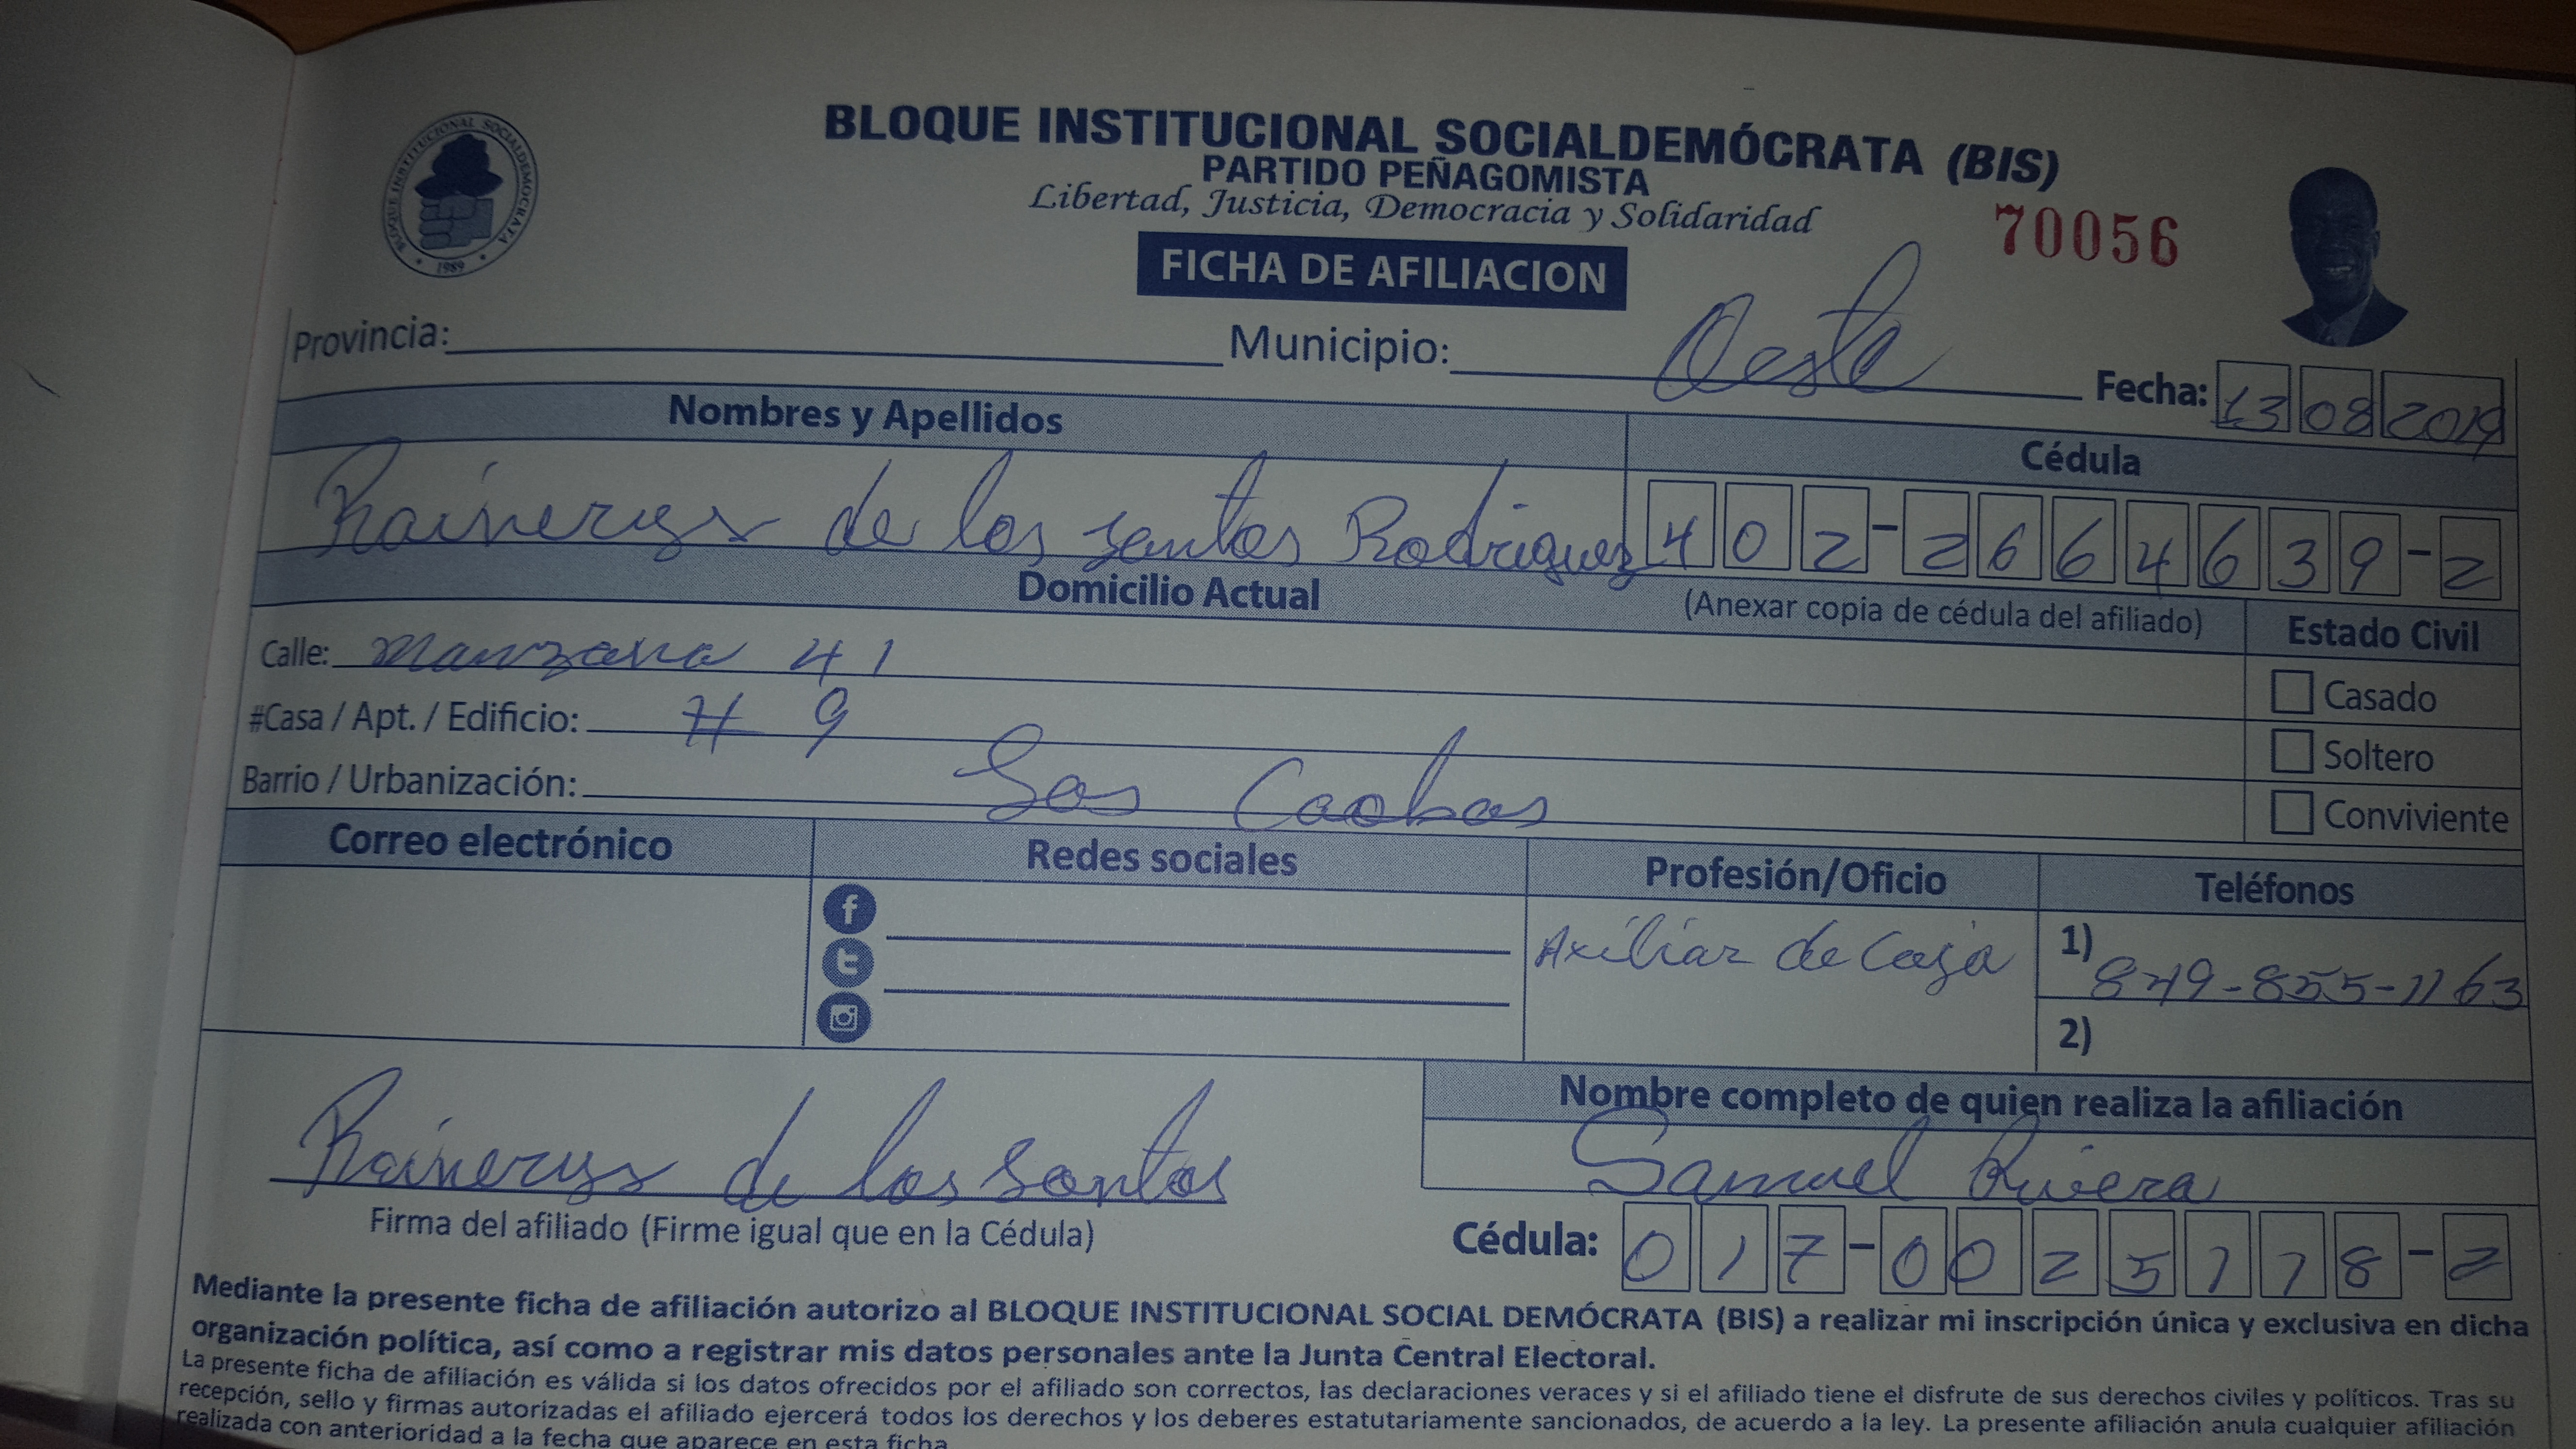 BLOQUE INSTITUCIONAL SOCIALDEMOCRATA
1989
BLOQUE INSTITUCIONAL SOCIALDEMÓCRATA (BIS)
PARTIDO PEÑAGOMISTA
Libertad, Justicia, Democracia y Solidaridad
70056
FICHA DE AFILIACION
Provincia: Municipio: Oeste
Fecha: 13 08 2019
Nombres y Apellidos Cédula
Rainerys de los santos Rodriguez 402-2664639-2
Domicilio Actual (Anexar copia de cédula del afiliado) Estado Civil
Calle: Manzana 41
Casado
#Casa / Apt. / Edificio: # 9
Soltero
Barrio / Urbanización: Las Caobas
Conviviente
Correo electrónico Redes sociales Profesión/Oficio Teléfonos
Axiliar de Caja 1) 849-855-1163
2)
Nombre completo de quien realiza la afiliación
Rainerys de los santos Samuel Rivera
Firma del afiliado (Firme igual que en la Cédula) Cédula: 017-0025118-2
Mediante la presente ficha de afiliación autorizo al BLOQUE INSTITUCIONAL SOCIAL DEMÓCRATA (BIS) a realizar mi inscripción única y exclusiva en dicha
organización política, así como a registrar mis datos personales ante la Junta Central Electoral.
La presente ficha de afiliación es válida si los datos ofrecidos por el afiliado son correctos, las declaraciones veraces y si el afiliado tiene el disfrute de sus derechos civiles y políticos. Tras su
recepción, sello y firmas autorizadas el afiliado ejercerá todos los derechos y los deberes estatutariamente sancionados, de acuerdo a la ley. La presente afiliación anula cualquier afiliación
realizada con anterioridad a la fecha que aparece en esta ficha.